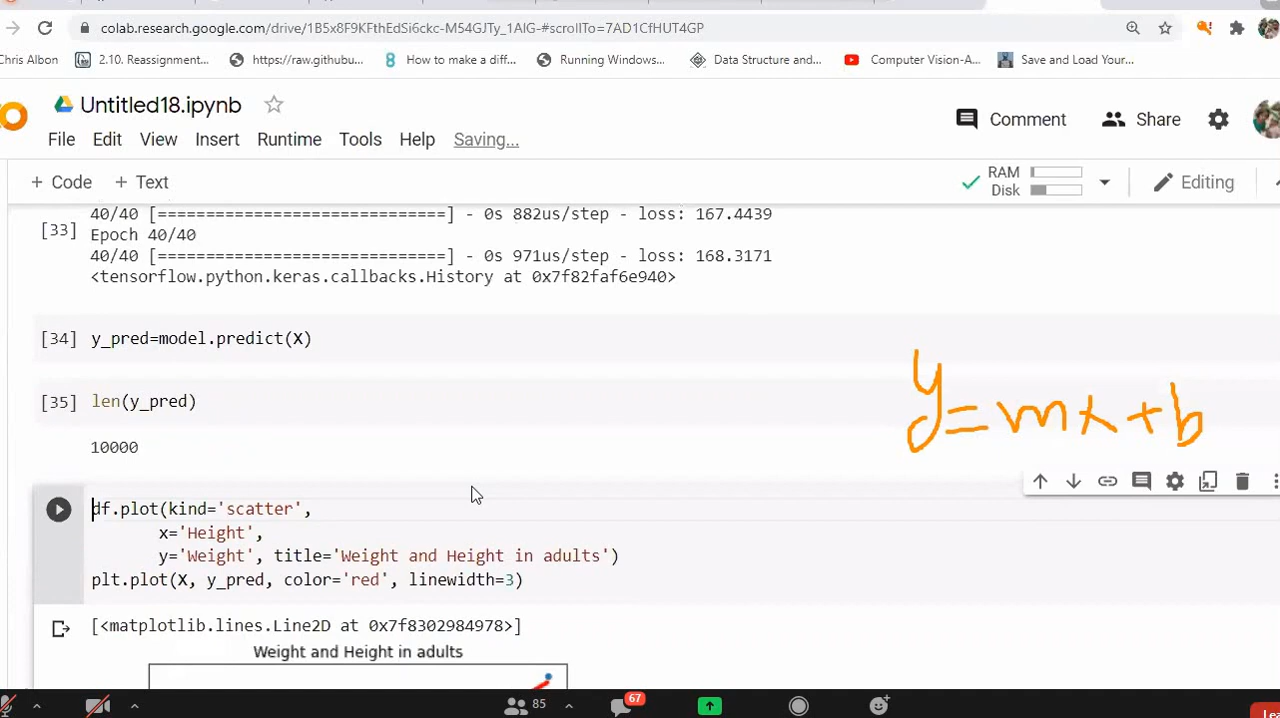 colab.research.google.com/drive/1B5x8F9KFthEdSi6ckc-M54GJTy_1AlG-#scrollTo=7AD1CfHUT4GP
Chris Albon 2.10. Reassignment... https://raw.githubu... How to make a diff... Running Windows... Data Structure and... Computer Vision-A... Save and Load Your...
Untitled18.ipynb
Comment Share
File Edit View Insert Runtime Tools Help Saving...
+ Code + Text
RAM
Disk
Editing
40/40 [==============================] - 0s 882us/step - loss: 167.4439
[33]
Epoch 40/40
40/40 [==============================] - 0s 971us/step - loss: 168.3171
<tensorflow.python.keras.callbacks.History at 0x7f82faf6e940>
[34] y_pred=model.predict(X)
[35] len(y_pred)
y=mx+b
10000
df.plot(kind='scatter',
x='Height',
y='Weight', title='Weight and Height in adults')
plt.plot(X, y_pred, color='red', linewidth=3)
[<matplotlib.lines.Line2D at 0x7f8302984978>]
Weight and Height in adults
85
67